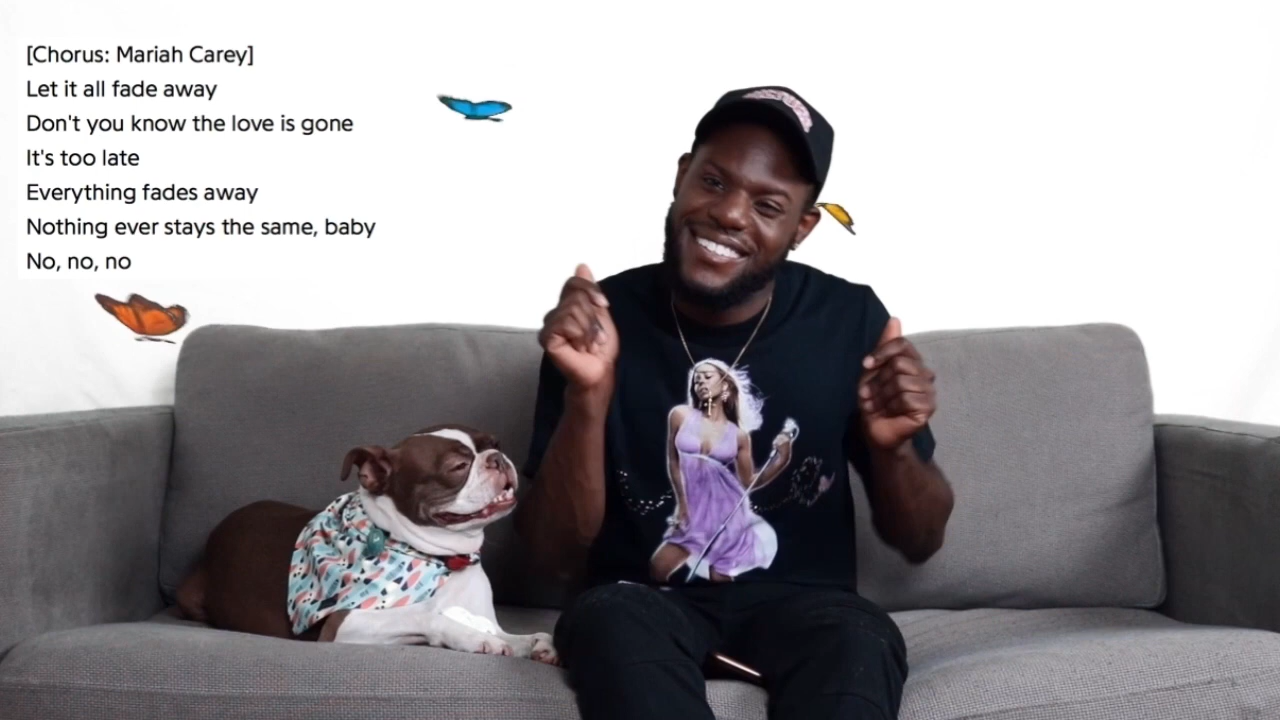 [Chorus: Mariah Carey]
Let it all fade away
Don't you know the love is gone
It's too late
Everything fades away
Nothing ever stays the same, baby
No, no, no